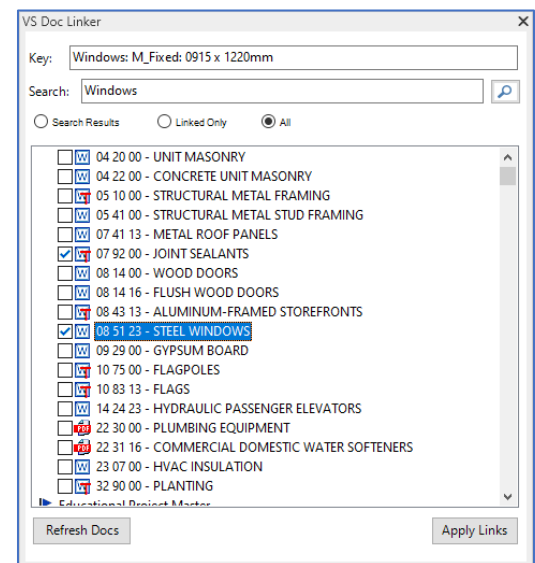 VS Doc Linker
Key: Windows: M_Fixed: 0915 x 1220mm
Search: Windows
Search Results Linked Only All
04 20 00 - UNIT MASONRY
04 22 00 - CONCRETE UNIT MASONRY
05 10 00 - STRUCTURAL METAL FRAMING
05 41 00 - STRUCTURAL METAL STUD FRAMING
07 41 13 - METAL ROOF PANELS
07 92 00 - JOINT SEALANTS
08 14 00 - WOOD DOORS
08 14 16 - FLUSH WOOD DOORS
08 43 13 - ALUMINUM-FRAMED STOREFRONTS
08 51 23 - STEEL WINDOWS
09 29 00 - GYPSUM BOARD
10 75 00 - FLAGPOLES
10 83 13 - FLAGS
14 24 23 - HYDRAULIC PASSENGER ELEVATORS
22 30 00 - PLUMBING EQUIPMENT
22 31 16 - COMMERCIAL DOMESTIC WATER SOFTENERS
23 07 00 - HVAC INSULATION
32 90 00 - PLANTING
Educational Project Master
Refresh Docs Apply Links